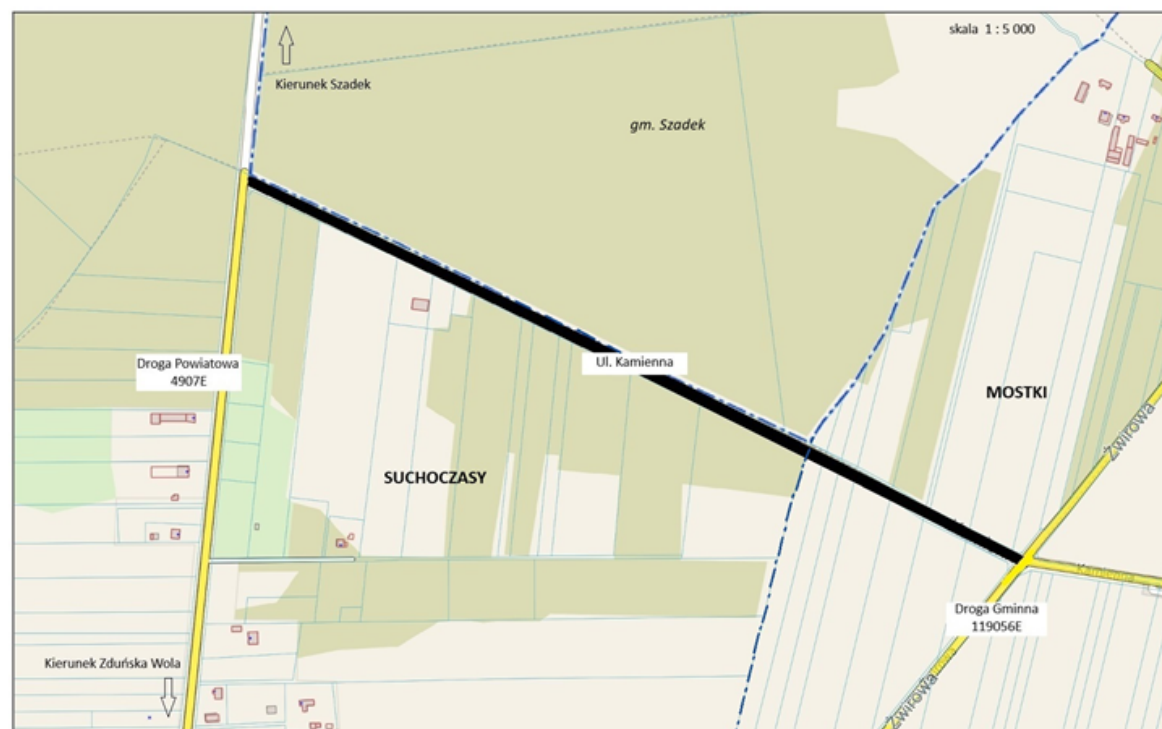 skala 1 : 5 000
Kierunek Szadek
gm. Szadek
Droga Powiatowa
4907E
Ul. Kamienna
MOSTKI
Żwirowa
SUCHOCZASY
Kamienna
Droga Gminna
119056E
Kierunek Zduńska Wola
Żwirowa